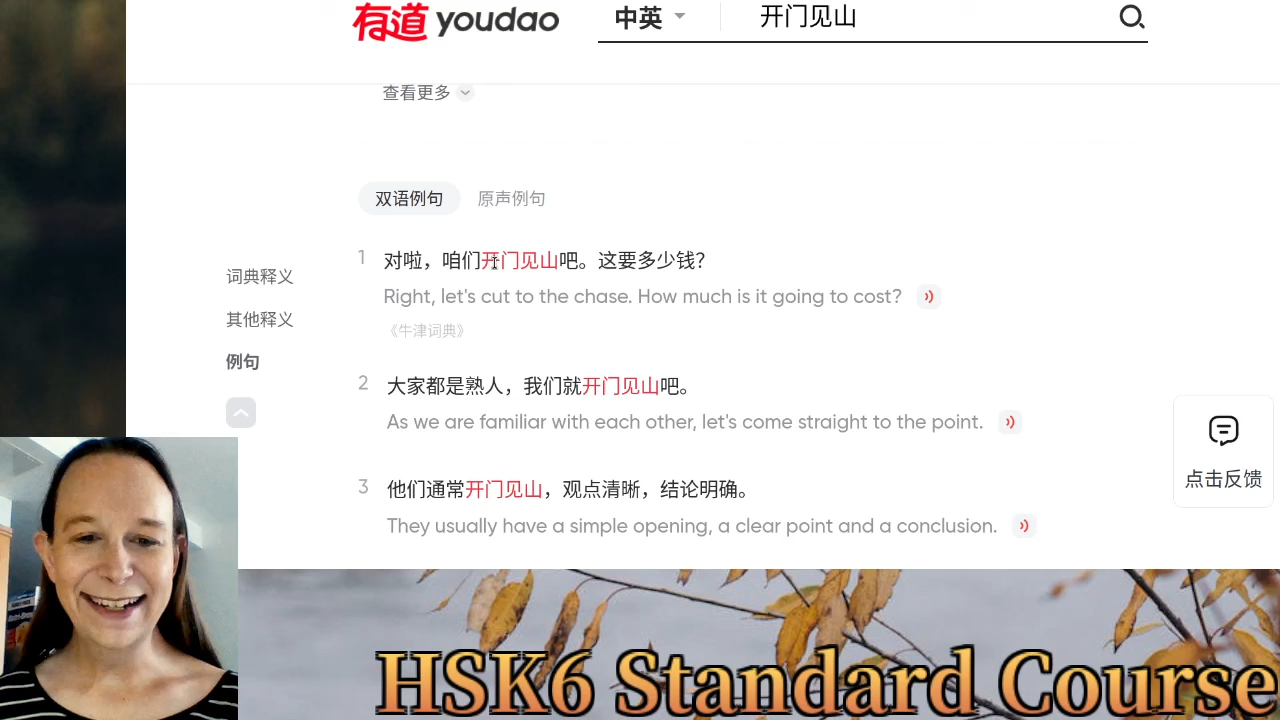 有道 youdao
中英
开门见山
查看更多
双语例句
原声例句
词典释义
其他释义
例句
1 对啦，咱们开门见山吧。这要多少钱？
Right, let's cut to the chase. How much is it going to cost?
《牛津词典》
2 大家都是熟人，我们就开门见山吧。
As we are familiar with each other, let's come straight to the point.
3 他们通常开门见山，观点清晰，结论明确。
They usually have a simple opening, a clear point and a conclusion.
点击反馈
HSK6 Standard Course